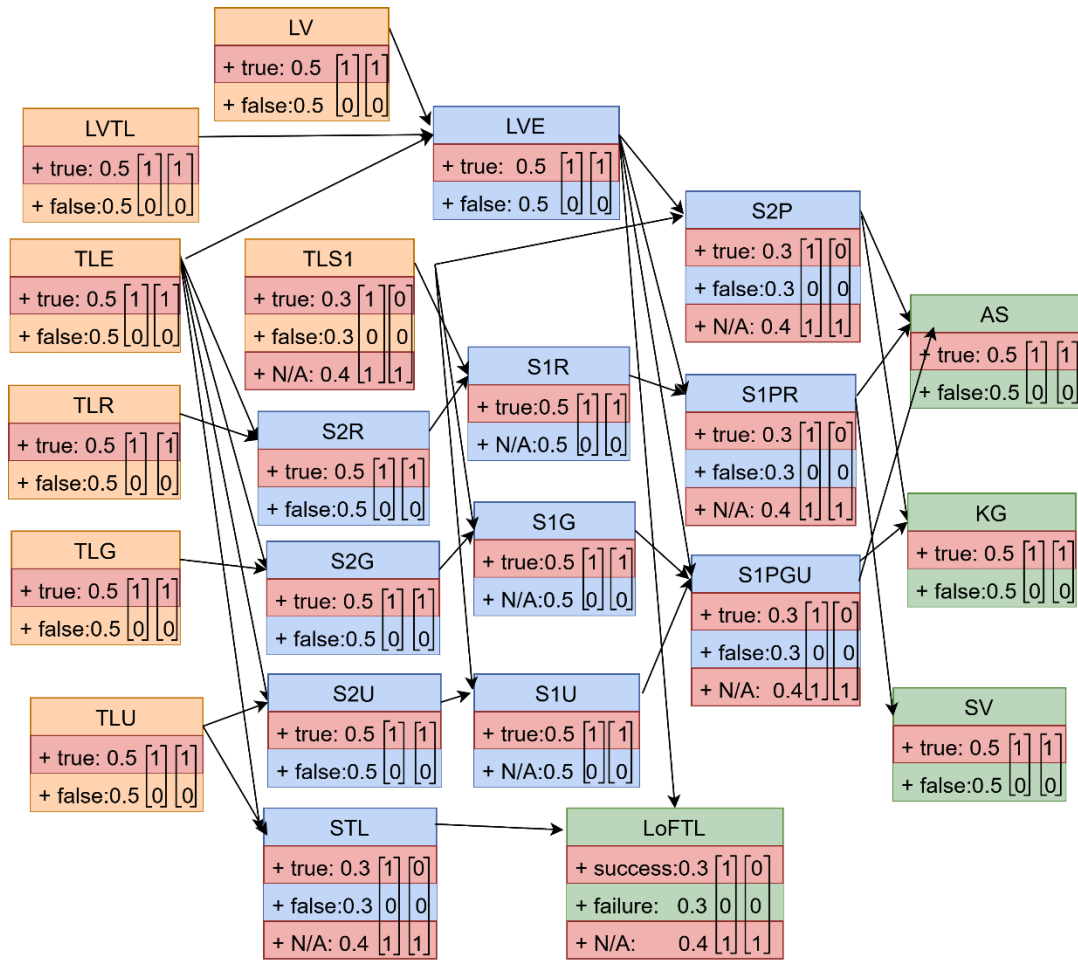 LV
+ true: 0.5 [1] [1]
+ false:0.5 [0] [0]
LVTL
+ true: 0.5 [1] [1]
+ false:0.5 [0] [0]
LVE
+ true: 0.5 [1] [1]
+ false: 0.5 [0] [0]
TLE
+ true: 0.5 [1] [1]
+ false:0.5 [0] [0]
TLS1
+ true: 0.3 [1] [0]
+ false:0.3 [0] [0]
+ N/A: 0.4 [1] [1]
S2P
+ true: 0.3 [1] [0]
+ false:0.3 [0] [0]
+ N/A: 0.4 [1] [1]
AS
+ true: 0.5 [1] [1]
+ false:0.5 [0] [0]
S1R
+ true:0.5 [1] [1]
+ N/A:0.5 [0] [0]
S1PR
+ true: 0.3 [1] [0]
+ false: 0.3 [0] [0]
+ N/A: 0.4 [1] [1]
TLR
+ true: 0.5 [1] [1]
+ false:0.5 [0] [0]
S2R
+ true: 0.5 [1] [1]
+ false:0.5 [0] [0]
S1G
+ true:0.5 [1] [1]
+ N/A:0.5 [0] [0]
KG
+ true: 0.5 [1] [1]
+ false:0.5 [0] [0]
TLG
+ true: 0.5 [1] [1]
+ false:0.5 [0] [0]
S2G
+ true: 0.5 [1] [1]
+ false:0.5 [0] [0]
S1PGU
+ true: 0.3 [1] [0]
+ false:0.3 [0] [0]
+ N/A: 0.4 [1] [1]
TLU
+ true: 0.5 [1] [1]
+ false:0.5 [0] [0]
S2U
+ true: 0.5 [1] [1]
+ false:0.5 [0] [0]
S1U
+ true:0.5 [1] [1]
+ N/A:0.5 [0] [0]
SV
+ true: 0.5 [1] [1]
+ false: 0.5 [0] [0]
STL
+ true: 0.3 [1] [0]
+ false:0.3 [0] [0]
+ N/A: 0.4 [1] [1]
LoFTL
+ success:0.3 [1] [0]
+ failure: 0.3 [0] [0]
+ N/A: 0.4 [1] [1]